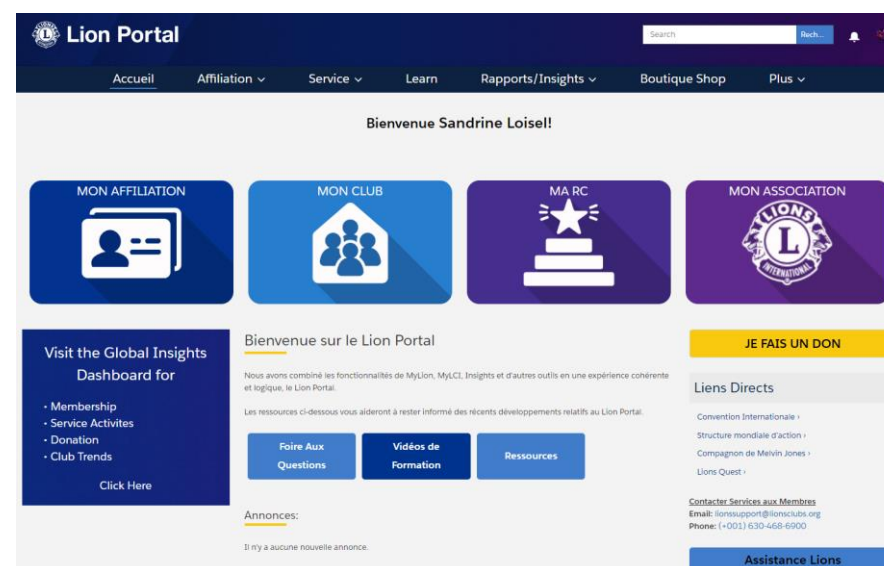 Lion Portal
Search
Rech...
Accueil Affiliation Service Learn Rapports/Insights Boutique Shop Plus
Bienvenue Sandrine Loisel!
MON AFFILIATION
MON CLUB
MA RC
MON ASSOCIATION
LIONS
L
INTERNATIONAL
Visit the Global Insights
Dashboard for
• Membership
• Service Activites
• Donation
• Club Trends
Click Here
Bienvenue sur le Lion Portal
Nous avons combiné les fonctionnalités de MyLion, MyLCI, Insights et d'autres outils en une expérience cohérente
et logique, le Lion Portal.
Les ressources ci-dessous vous aideront à rester informé des récents développements relatifs au Lion Portal.
Foire Aux
Questions
Vidéos de
Formation
Ressources
Annonces:
Il n'y a aucune nouvelle annonce.
JE FAIS UN DON
Liens Directs
Convention Internationale ›
Structure mondiale d'action ›
Compagnon de Melvin Jones ›
Lions Quest ›
Contacter Services aux Membres
Email: lionssupport@lionsclubs.org
Phone: (+001) 630-468-6900
Assistance Lions